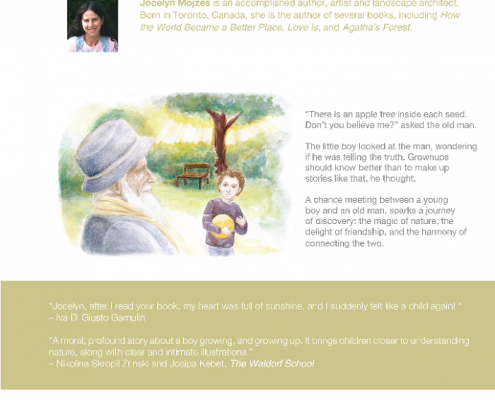 Jocelyn Mojzes is an accomplished author, artist and landscape architect.
Born in Toronto, Canada, she is the author of several books, including How
the World Became a Better Place, Love Is, and Agatha's Forest.
"There is an apple tree inside each seed.
Don't you believe me?" asked the old man.
The little boy looked at the man, wondering
if he was telling the truth. Grownups
should know better than to make up
stories like that, he thought.
A chance meeting between a young
boy and an old man, sparks a journey
of discovery: the magic of nature, the
delight of friendship, and the harmony of
connecting the two.
"Jocelyn, after I read your book, my heart was full of sunshine, and I suddenly felt like a child again! "
– Iva Di Giusto Gamulin
"A moral, profound story about a boy growing, and growing up. It brings children closer to understanding
nature, along with clear and intimate illustrations."
– Nikolina Skropil Zrnski and Josipa Kebet, The Waldorf School